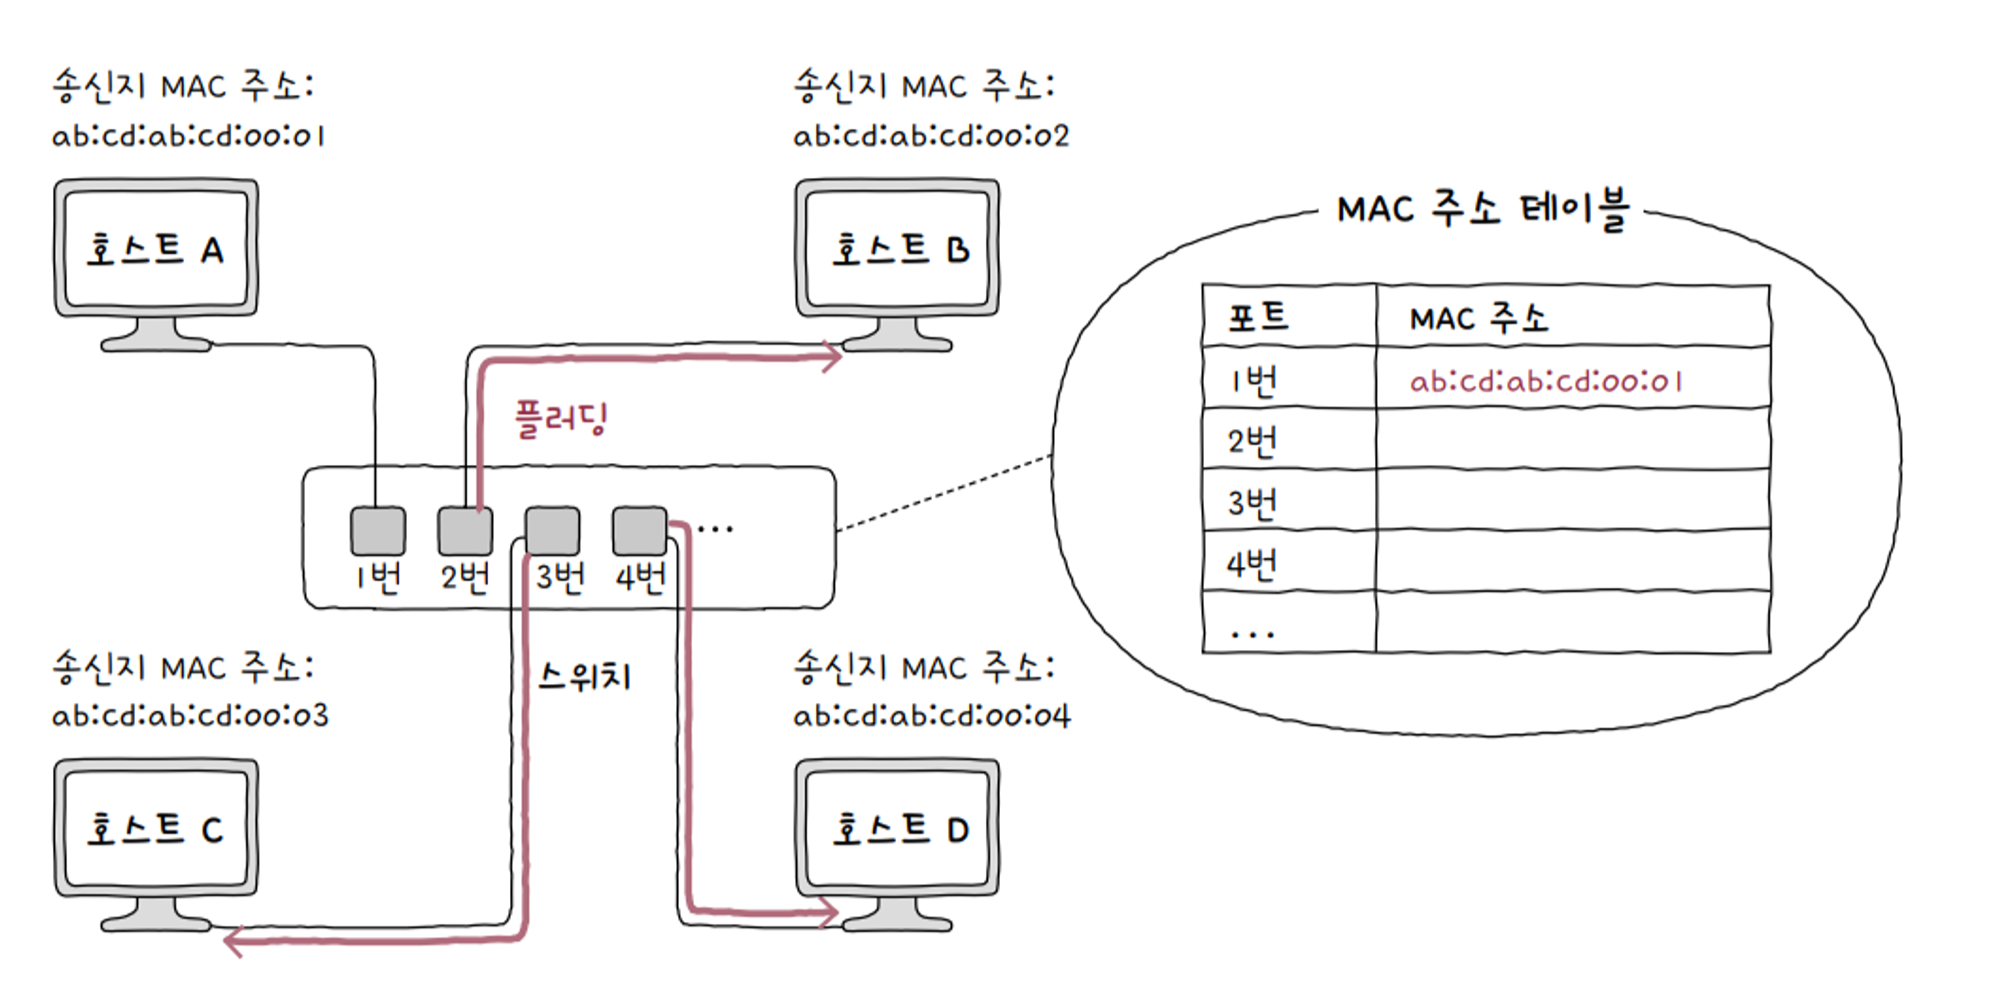 송신지 MAC 주소:
ab:cd:ab:cd:00:01
호스트 A
송신지 MAC 주소:
ab:cd:ab:cd:00:02
호스트 B
플러딩
1번
2번
3번
4번
...
스위치
송신지 MAC 주소:
ab:cd:ab:cd:00:03
호스트 C
송신지 MAC 주소:
ab:cd:ab:cd:00:04
호스트 D
MAC 주소 테이블
포트 MAC 주소
1번 ab:cd:ab:cd:00:01
2번
3번
4번
...